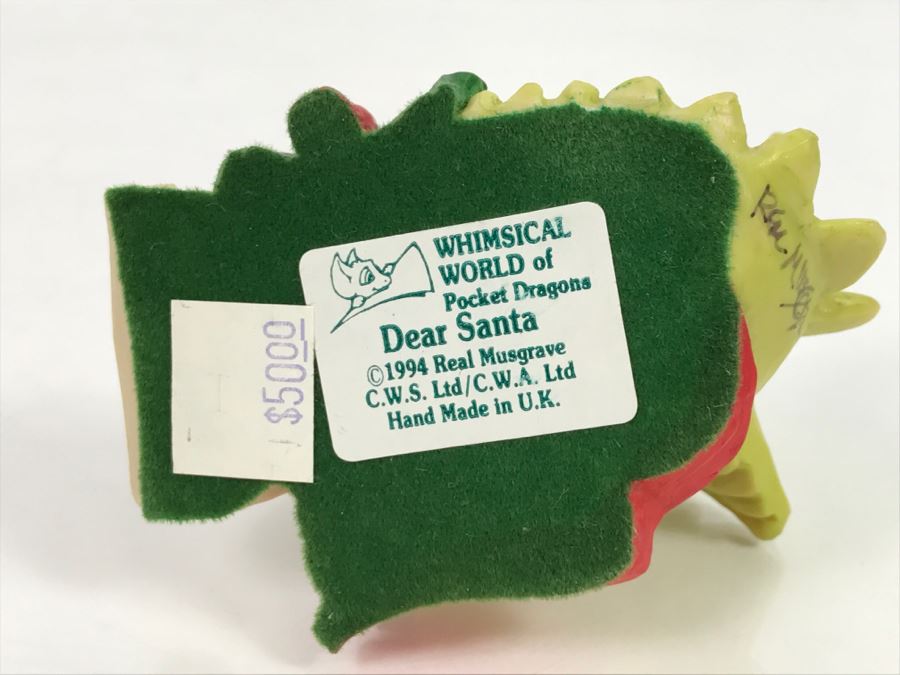 WHIMSICAL
WORLD of
Pocket Dragons
Dear Santa
©1994 Real Musgrave
C.W.S. Ltd/C.W.A. Ltd
Hand Made in U.K.
$5000